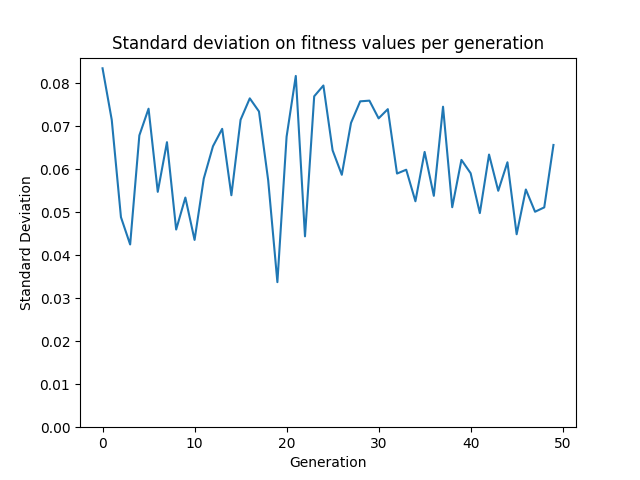 Standard deviation on fitness values per generation
0.08
0.07
0.06
0.05
0.04
0.03
0.02
0.01
0.00
Standard Deviation
0 10 20 30 40 50
Generation